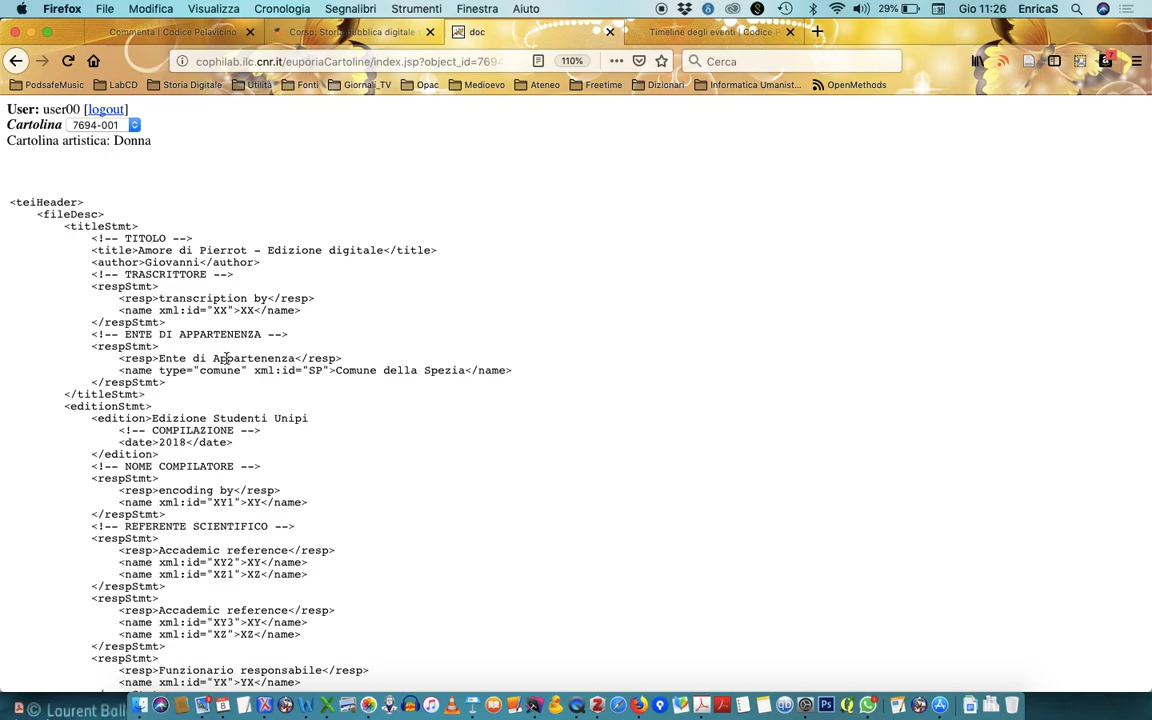 Firefox File Modifica Visualizza Cronologia Segnalibri Strumenti Finestra Aiuto 29% Gio 11:26 EnricaS
Commenta | Codice Pelavicino Corso: Storia pubblica digitale doc Timeline degli eventi | Codice P
cophilab.ilc.cnr.it/euporiaCartoline/index.jsp?object_id=7694 110% Cerca 7
PodsafeMusic LabCD Storia Digitale Utilità Fonti Giornali_TV Opac Medioevo Ateneo Freetime Dizionari Informatica Umanist... OpenMethods
User: user00 [logout]
Cartolina 7694-001
Cartolina artistica: Donna
<teiHeader>
<fileDesc>
<titleStmt>
<!-- TITOLO -->
<title>Amore di Pierrot - Edizione digitale</title>
<author>Giovanni</author>
<!-- TRASCRITTORE -->
<respStmt>
<resp>transcription by</resp>
<name xml:id="XX">XX</name>
</respStmt>
<!-- ENTE DI APPARTENENZA -->
<respStmt>
<resp>Ente di Appartenenza</resp>
<name type="comune" xml:id="SP">Comune della Spezia</name>
</respStmt>
</titleStmt>
<editionStmt>
<edition>Edizione Studenti Unipi
<!-- COMPILAZIONE -->
<date>2018</date>
</edition>
<!-- NOME COMPILATORE -->
<respStmt>
<resp>encoding by</resp>
<name xml:id="XY1">XY</name>
</respStmt>
<!-- REFERENTE SCIENTIFICO -->
<respStmt>
<resp>Accademic reference</resp>
<name xml:id="XY2">XY</name>
<name xml:id="XZ1">XZ</name>
</respStmt>
<respStmt>
<resp>Accademic reference</resp>
<name xml:id="XY3">XY</name>
<name xml:id="XZ">XZ</name>
</respStmt>
<respStmt>
<resp>Funzionario responsabile</resp>
<name xml:id="YX">YX</name>
© Laurent Ball